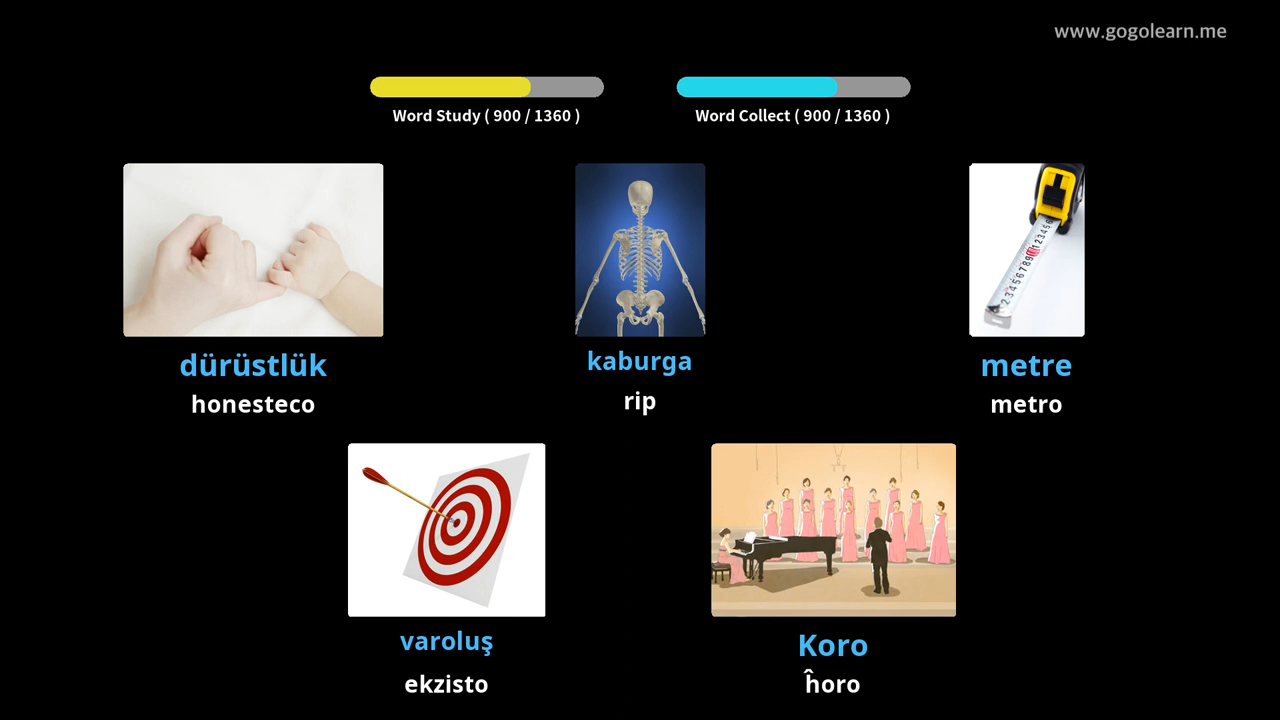 www.gogolearn.me
Word Study ( 900 / 1360 )
Word Collect ( 900 / 1360 )
dürüstlük
honesteco
kaburga
rip
metre
metro
varoluş
ekzisto
Koro
ĥoro